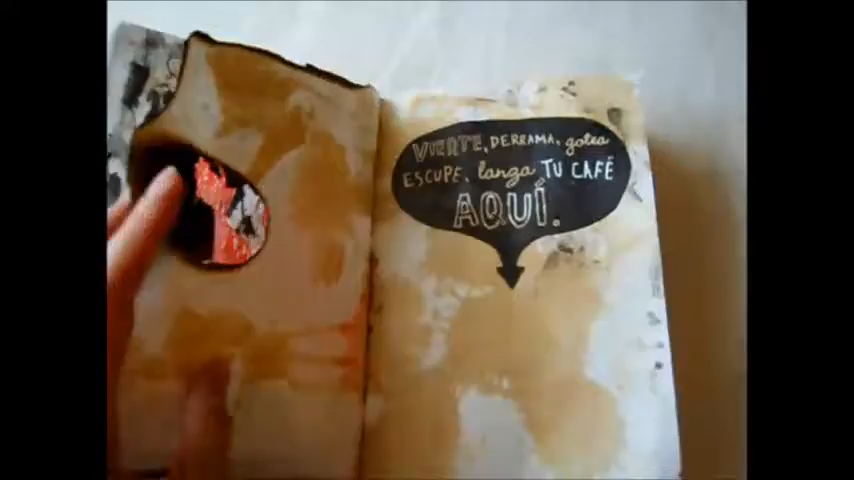 VIERTE, DERRAMA, gotea
ESCUPE, lanza TU CAFÉ
AQUÍ.